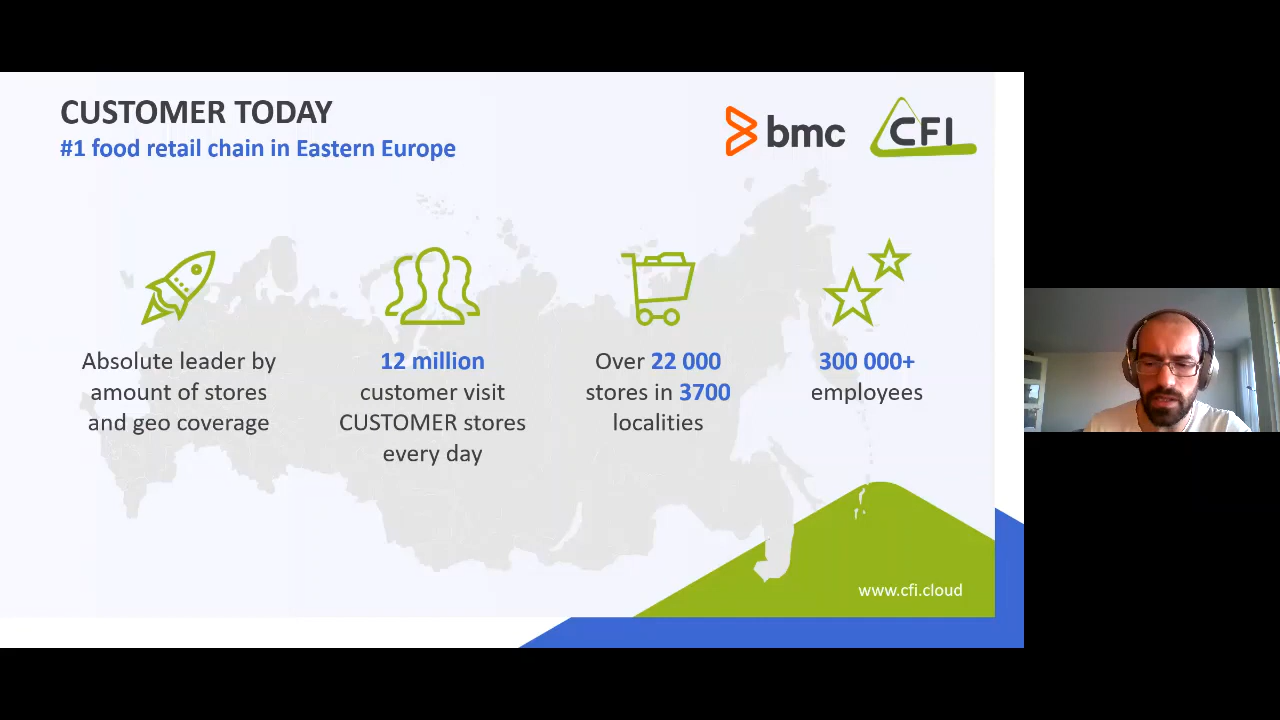 CUSTOMER TODAY
#1 food retail chain in Eastern Europe
bmc
CFI
Absolute leader by
amount of stores
and geo coverage
12 million
customer visit
CUSTOMER stores
every day
Over 22 000
stores in 3700
localities
300 000+
employees
www.cfi.cloud